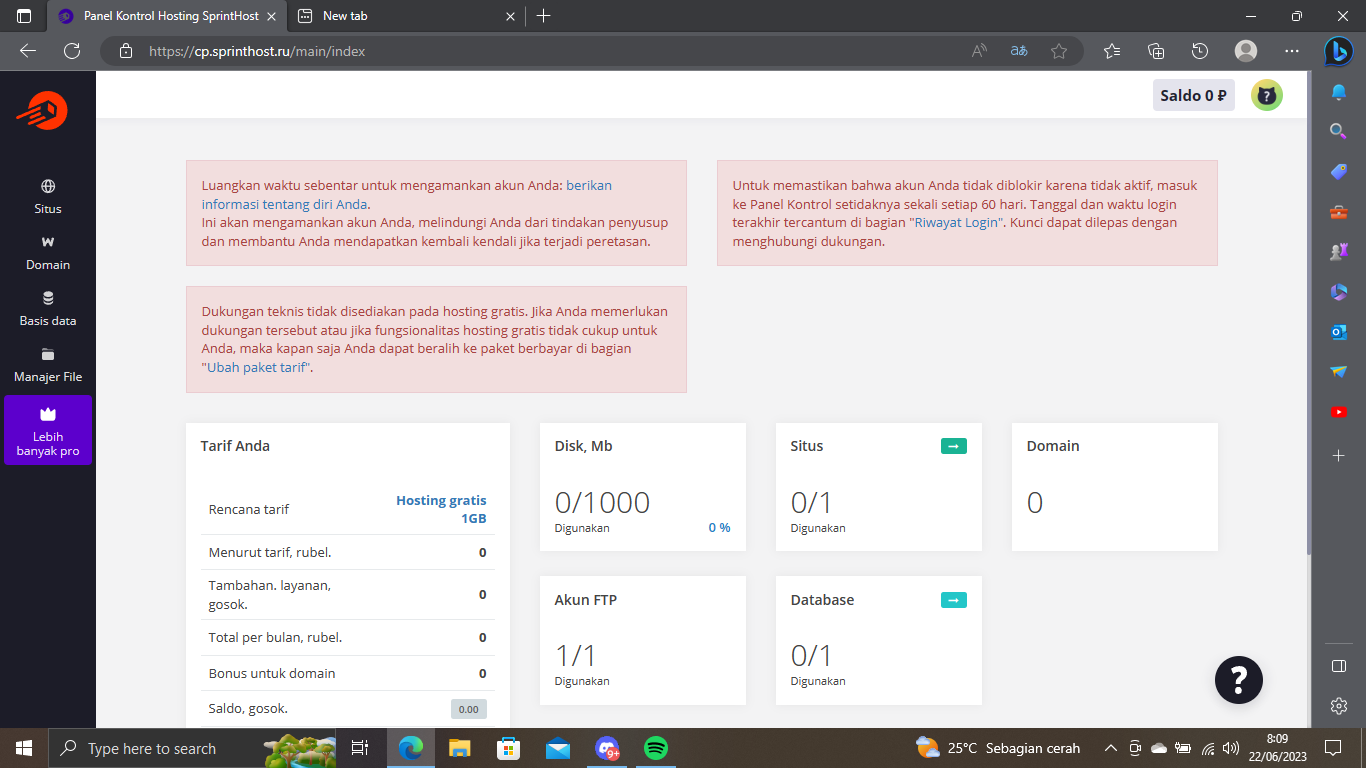 Panel Kontrol Hosting SprintHost
New tab
https://cp.sprinthost.ru/main/index
Saldo 0 ₽
Situs
Domain
Basis data
Manajer File
Lebih
banyak pro
Luangkan waktu sebentar untuk mengamankan akun Anda: berikan
informasi tentang diri Anda.
Ini akan mengamankan akun Anda, melindungi Anda dari tindakan penyusup
dan membantu Anda mendapatkan kembali kendali jika terjadi peretasan.
Untuk memastikan bahwa akun Anda tidak diblokir karena tidak aktif, masuk
ke Panel Kontrol setidaknya sekali setiap 60 hari. Tanggal dan waktu login
terakhir tercantum di bagian "Riwayat Login". Kunci dapat dilepas dengan
menghubungi dukungan.
Dukungan teknis tidak disediakan pada hosting gratis. Jika Anda memerlukan
dukungan tersebut atau jika fungsionalitas hosting gratis tidak cukup untuk
Anda, maka kapan saja Anda dapat beralih ke paket berbayar di bagian
"Ubah paket tarif".
Tarif Anda
Rencana tarif
Hosting gratis
1GB
Menurut tarif, rubel.
0
Tambahan. layanan,
gosok.
0
Total per bulan, rubel.
0
Bonus untuk domain
0
Saldo, gosok.
0.00
Disk, Mb
0/1000
Digunakan
0 %
Situs
0/1
Digunakan
Domain
0
Akun FTP
1/1
Digunakan
Database
0/1
Digunakan
?
Type here to search
9+
25°C Sebagian cerah
8:09
22/06/2023